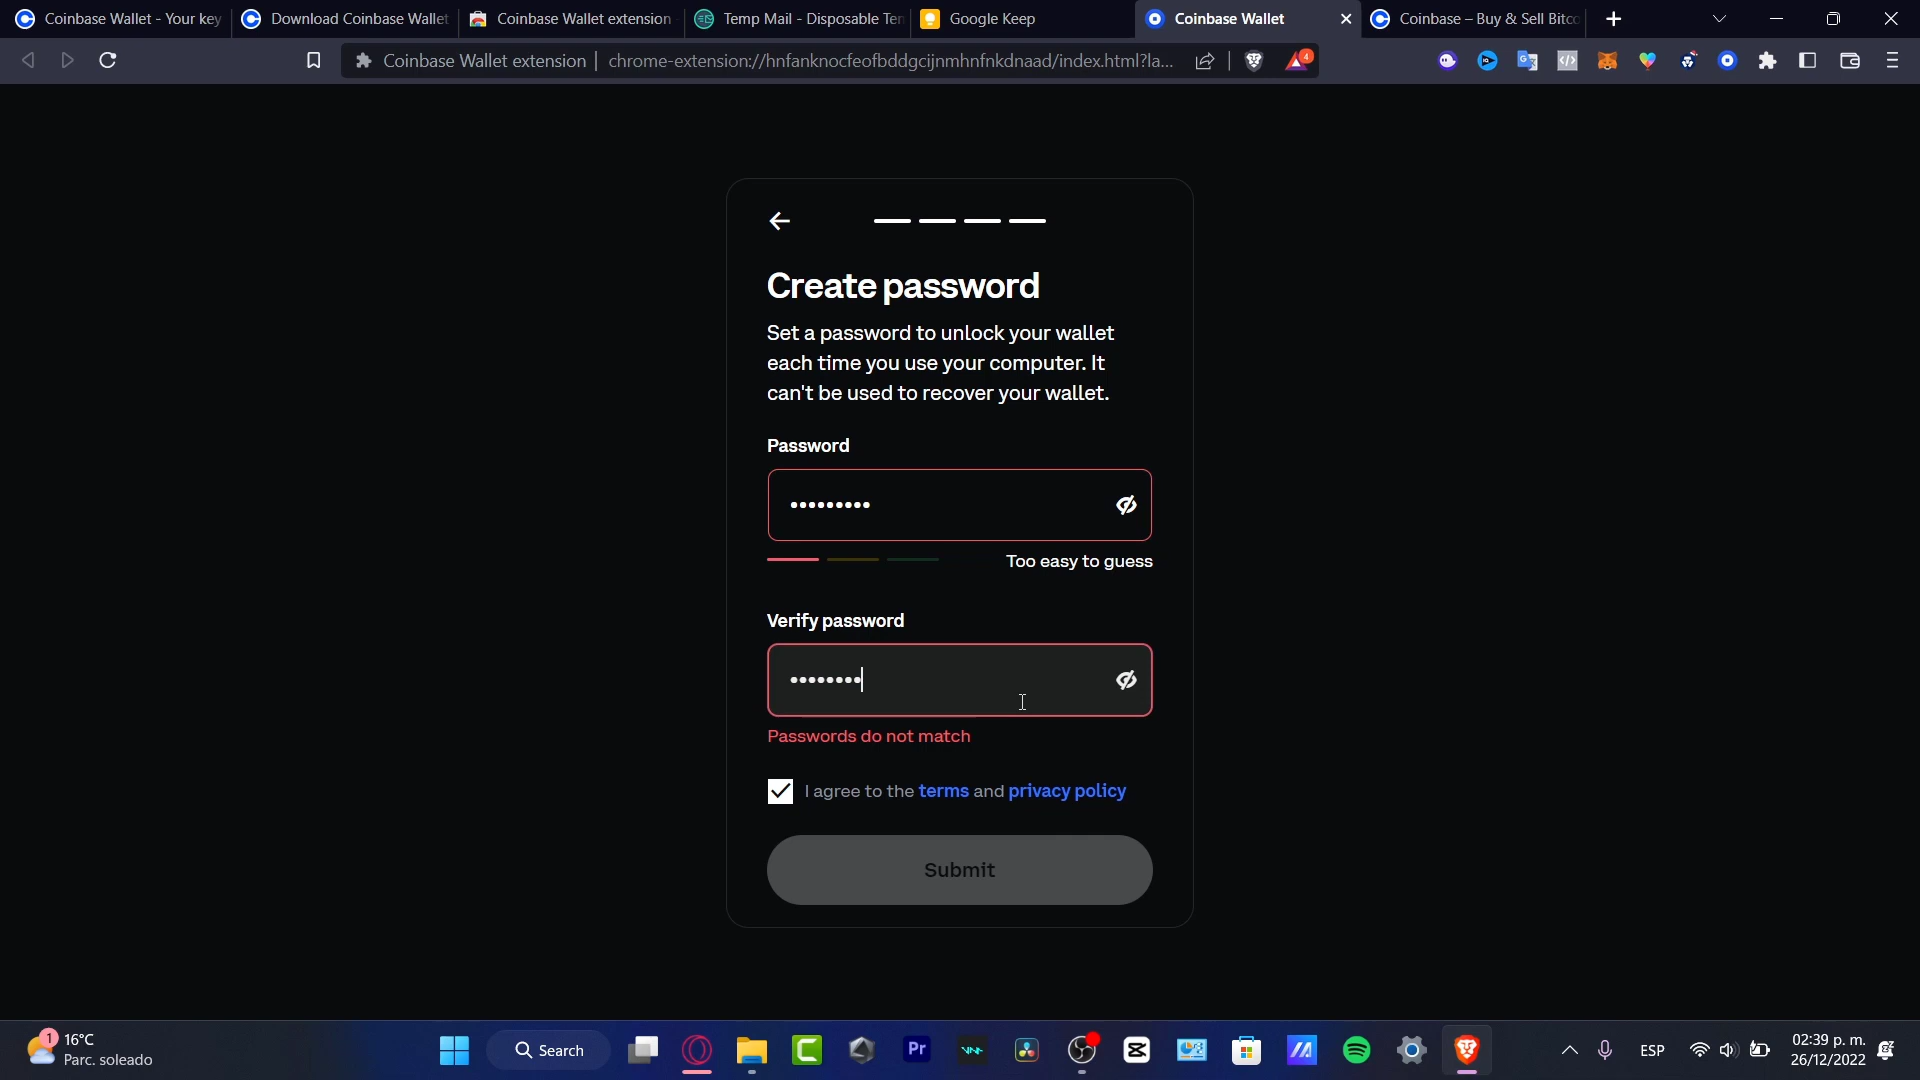 Coinbase Wallet - Your key
Download Coinbase Wallet
Coinbase Wallet extension
Temp Mail - Disposable Ten
Google Keep
Coinbase Wallet
Coinbase – Buy & Sell Bitco
Coinbase Wallet extension
chrome-extension://hnfanknocfeofbddgcijnmhnfnkdnaad/index.html?la...
4
Create password
Set a password to unlock your wallet
each time you use your computer. It
can't be used to recover your wallet.
Password
•••••••••
Too easy to guess
Verify password
••••••••
Passwords do not match
I agree to the terms and privacy policy
Submit
1
16°C
Parc. soleado
Search
Pr
ESP
02:39 p. m.
26/12/2022